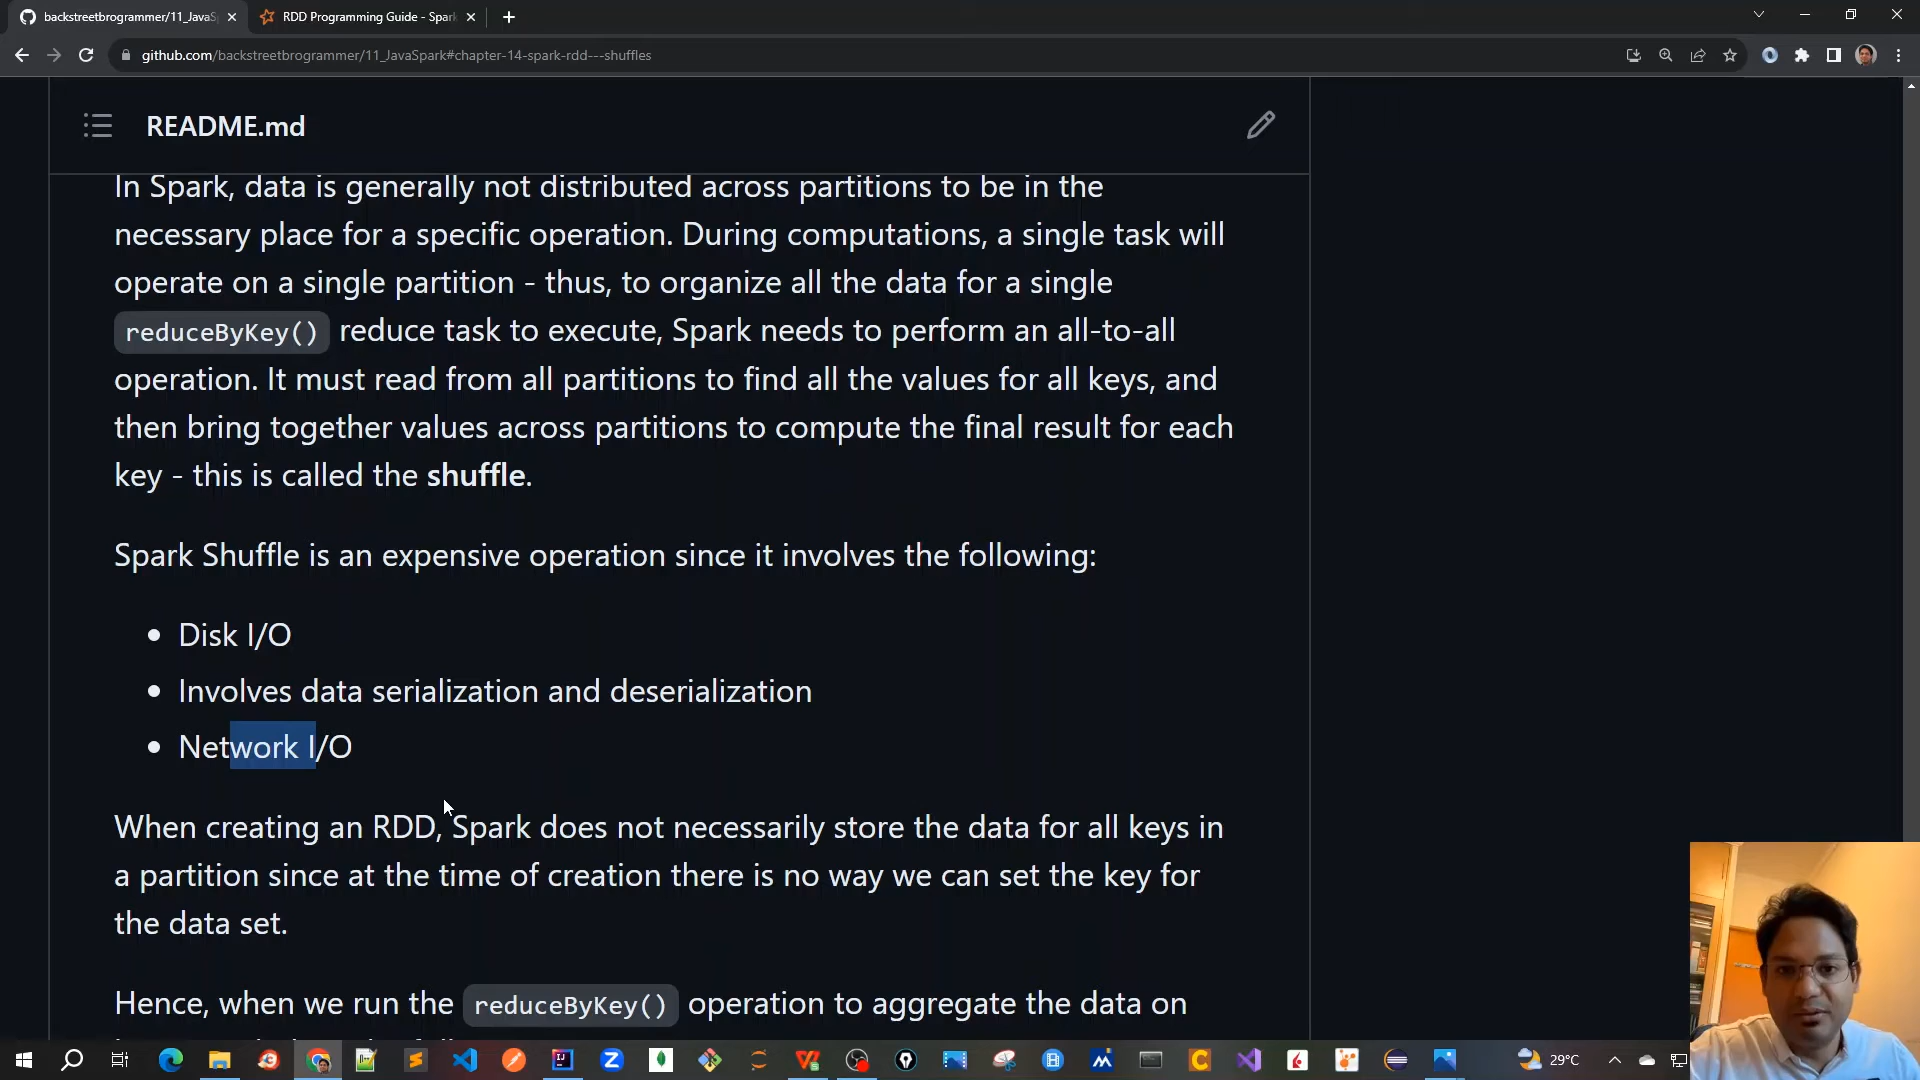 backstreetbrogrammer/11_JavaS
RDD Programming Guide - Spark
github.com/backstreetbrogrammer/11_JavaSpark#chapter-14-spark-rdd---shuffles
README.md
In Spark, data is generally not distributed across partitions to be in the
necessary place for a specific operation. During computations, a single task will
operate on a single partition - thus, to organize all the data for a single
reduceByKey() reduce task to execute, Spark needs to perform an all-to-all
operation. It must read from all partitions to find all the values for all keys, and
then bring together values across partitions to compute the final result for each
key - this is called the shuffle.
Spark Shuffle is an expensive operation since it involves the following:
• Disk I/O
• Involves data serialization and deserialization
• Network I/O
When creating an RDD, Spark does not necessarily store the data for all keys in
a partition since at the time of creation there is no way we can set the key for
the data set.
Hence, when we run the reduceByKey() operation to aggregate the data on
29°C